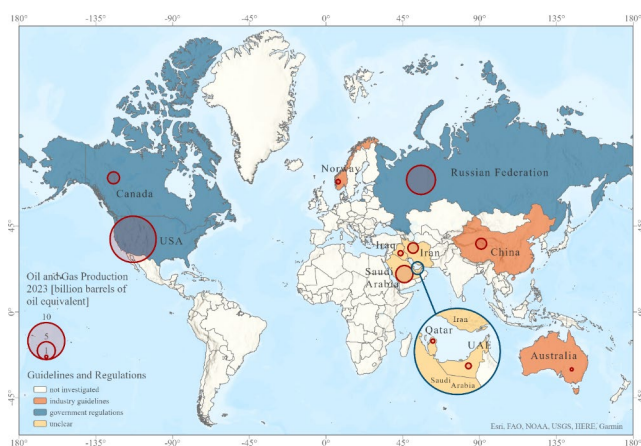 180° -135° -90° -45° 0° 45° 90° 135° 180°
Norway
Russian Federation
Canada
USA
45°
45°
Iraq
Iran
China
Saudi
Arabia
Oil and Gas Production
2023 [billion barrels of
oil equivalent]
10
5
1
0°
0°
Iran
Qatar
UAE
Saudi
Arabia
Australia
Guidelines and Regulations
not investigated
industry guidelines
government regulations
unclear
-45°
-45°
Esri, FAO, NOAA, USGS, HERE, Garmin
180° -135° -90° -45° 0° 45° 90° 135° 180°